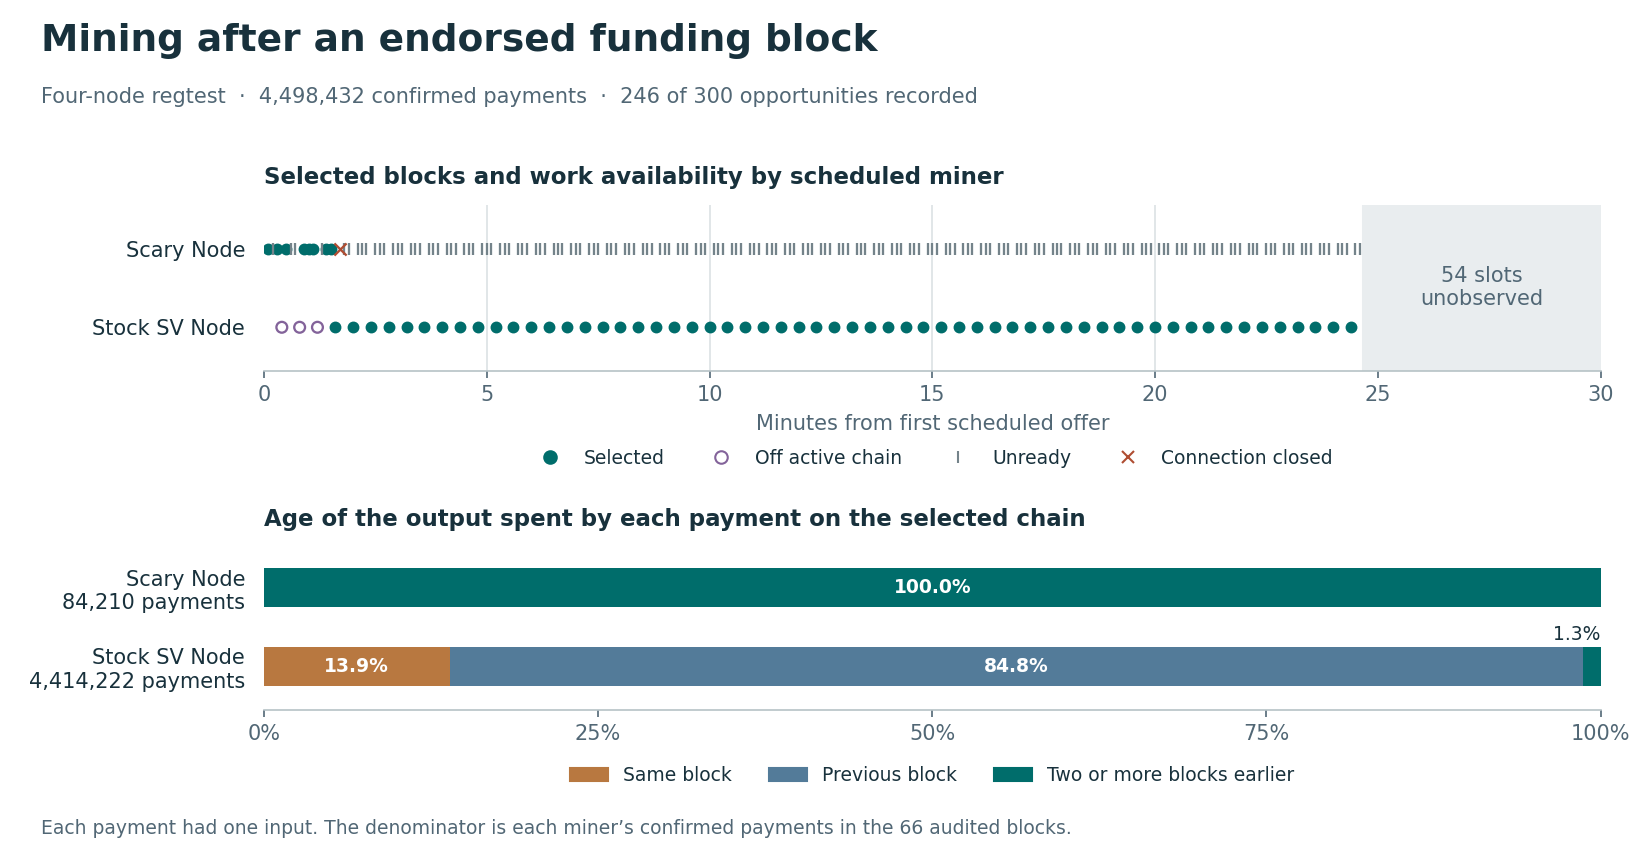 Mining after an endorsed funding block
Four-node regtest · 4,498,432 confirmed payments · 246 of 300 opportunities recorded
Selected blocks and work availability by scheduled miner
Scary Node
Stock SV Node
54 slots
unobserved
0 5 10 15 20 25 30
Minutes from first scheduled offer
Selected Off active chain Unready Connection closed
Age of the output spent by each payment on the selected chain
Scary Node
84,210 payments
100.0%
1.3%
Stock SV Node
4,414,222 payments
13.9% 84.8%
0% 25% 50% 75% 100%
Same block Previous block Two or more blocks earlier
Each payment had one input. The denominator is each miner’s confirmed payments in the 66 audited blocks.